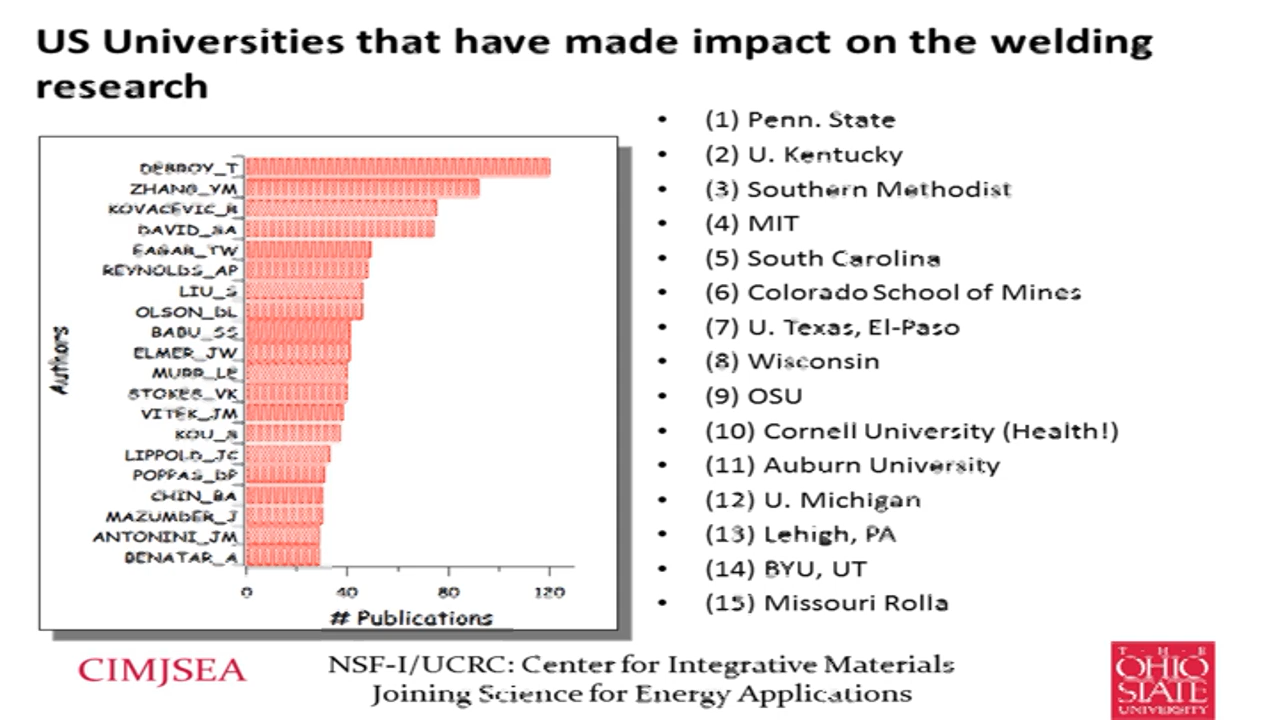 US Universities that have made impact on the welding
research
DEBROY_T
ZHANG_YM
KOVACEVIC_R
DAVID_SA
EAGAR_TW
REYNOLDS_AP
LIU_S
OLSON_DL
BABU_SS
ELMER_JW
MURR_LE
STOKES_VK
VITEK_JM
KOU_S
LIPPOLD_JC
POPPAS_DP
CHIN_BA
MAZUMDER_J
ANTONINI_JM
BENATAR_A
Authors
0 40 80 120
# Publications
• (1) Penn. State
• (2) U. Kentucky
• (3) Southern Methodist
• (4) MIT
• (5) South Carolina
• (6) Colorado School of Mines
• (7) U. Texas, El-Paso
• (8) Wisconsin
• (9) OSU
• (10) Cornell University (Health!)
• (11) Auburn University
• (12) U. Michigan
• (13) Lehigh, PA
• (14) BYU, UT
• (15) Missouri Rolla
CIMJSEA
NSF-I/UCRC: Center for Integrative Materials
Joining Science for Energy Applications
T·H·E
OHIO
STATE
UNIVERSITY